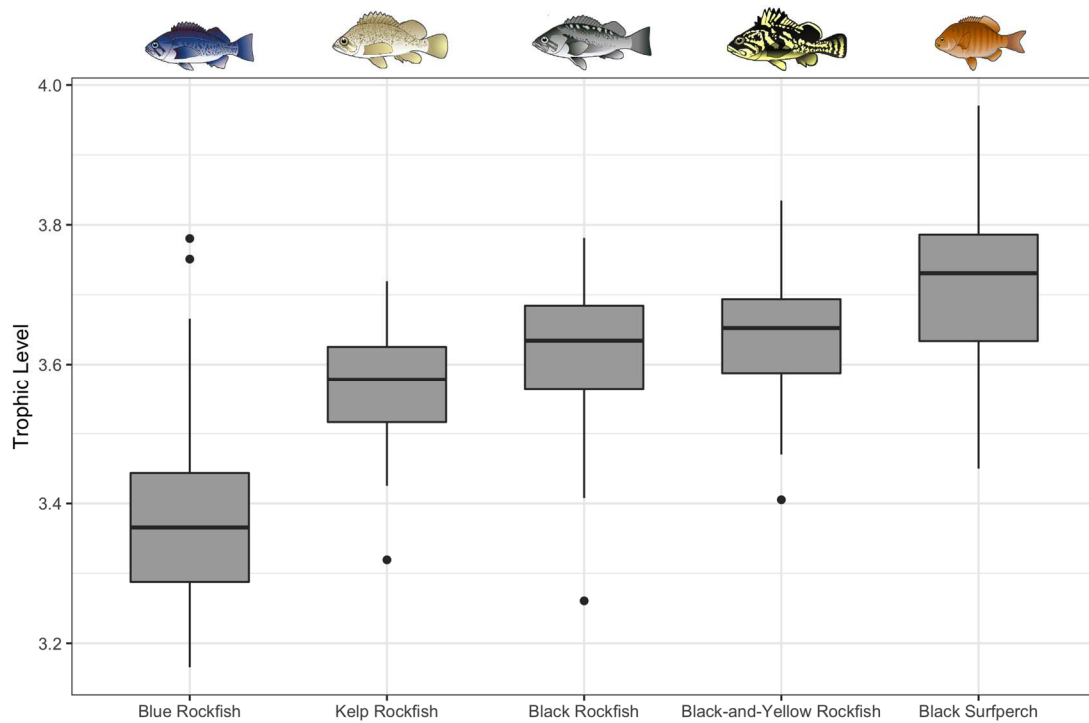 4.0
3.8
3.6
3.4
3.2
Trophic Level
Blue Rockfish
Kelp Rockfish
Black Rockfish
Black-and-Yellow Rockfish
Black Surfperch